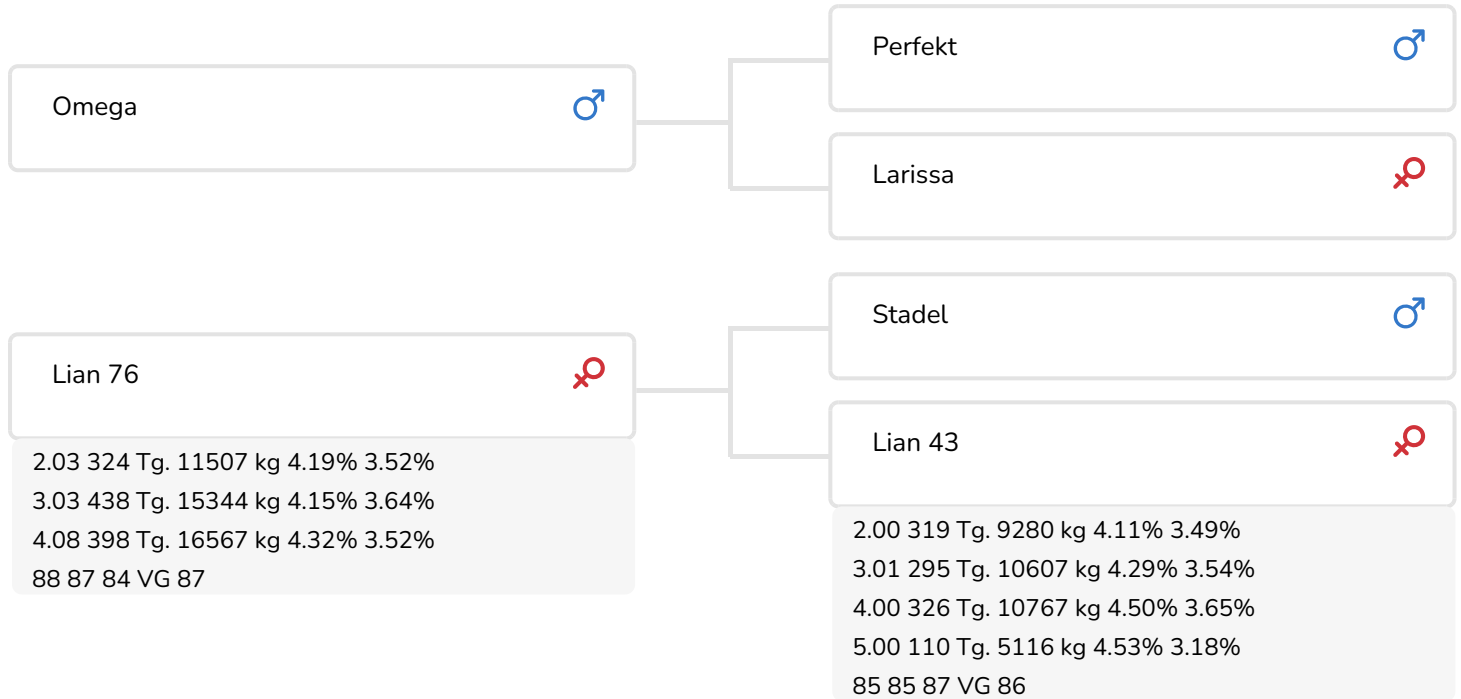 Omega
Perfekt
Larissa
Lian 76
2.03 324 Tg. 11507 kg 4.19% 3.52%
3.03 438 Tg. 15344 kg 4.15% 3.64%
4.08 398 Tg. 16567 kg 4.32% 3.52%
88 87 84 VG 87
Stadel
Lian 43
2.00 319 Tg. 9280 kg 4.11% 3.49%
3.01 295 Tg. 10607 kg 4.29% 3.54%
4.00 326 Tg. 10767 kg 4.50% 3.65%
5.00 110 Tg. 5116 kg 4.53% 3.18%
85 85 87 VG 86